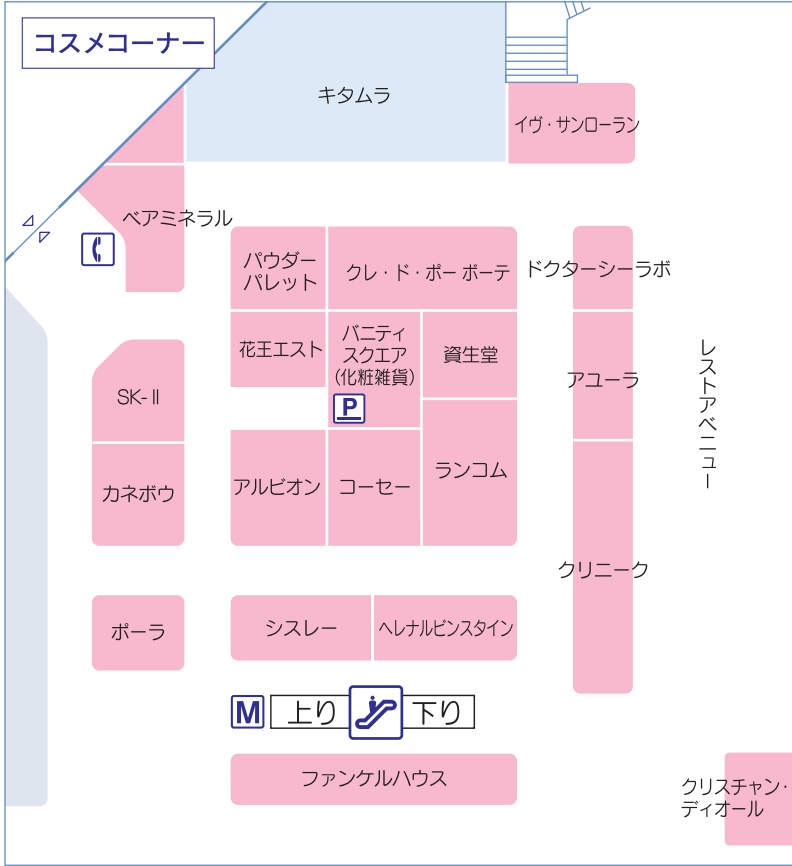 コスメコーナー
キタムラ
イヴ・サンローラン
ベアミネラル
パウダー
パレット
クレ・ド・ポー ボーテ
ドクターシーラボ
花王エスト
バニティ
スクエア
(化粧雑貨)
P
資生堂
アユーラ
レストアベニュー
SK-Ⅱ
カネボウ
アルビオン
コーセー
ランコム
クリニーク
ポーラ
シスレー
ヘレナルビンスタイン
M
上り
下り
ファンケルハウス
クリスチャン・
ディオール